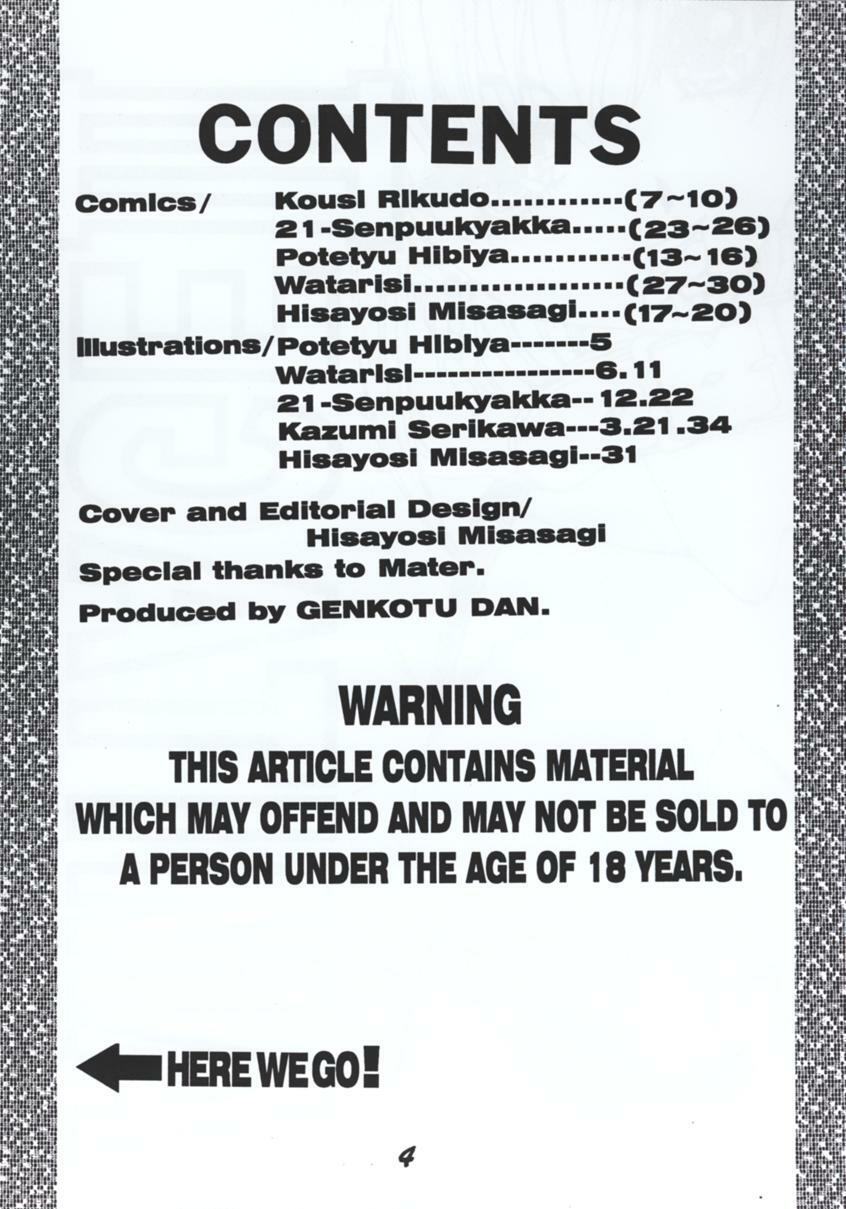 CONTENTS
Comics/ Kousi Rikudo............(7~10)
21-Senpuukyakka.....(23~26)
Potetyu Hibiya...........(13~16)
Watarisi...................(27~30)
Hisayosi Misasagi....(17~20)
Illustrations/Potetyu Hibiya-------5
Watarisi----------------6.11
21-Senpuukyakka--12.22
Kazumi Serikawa---3.21.34
Hisayosi Misasagi--31
Cover and Editorial Design/
Hisayosi Misasagi
Special thanks to Mater.
Produced by GENKOTU DAN.
WARNING
THIS ARTICLE CONTAINS MATERIAL
WHICH MAY OFFEND AND MAY NOT BE SOLD TO
A PERSON UNDER THE AGE OF 18 YEARS.
HERE WE GO!
4